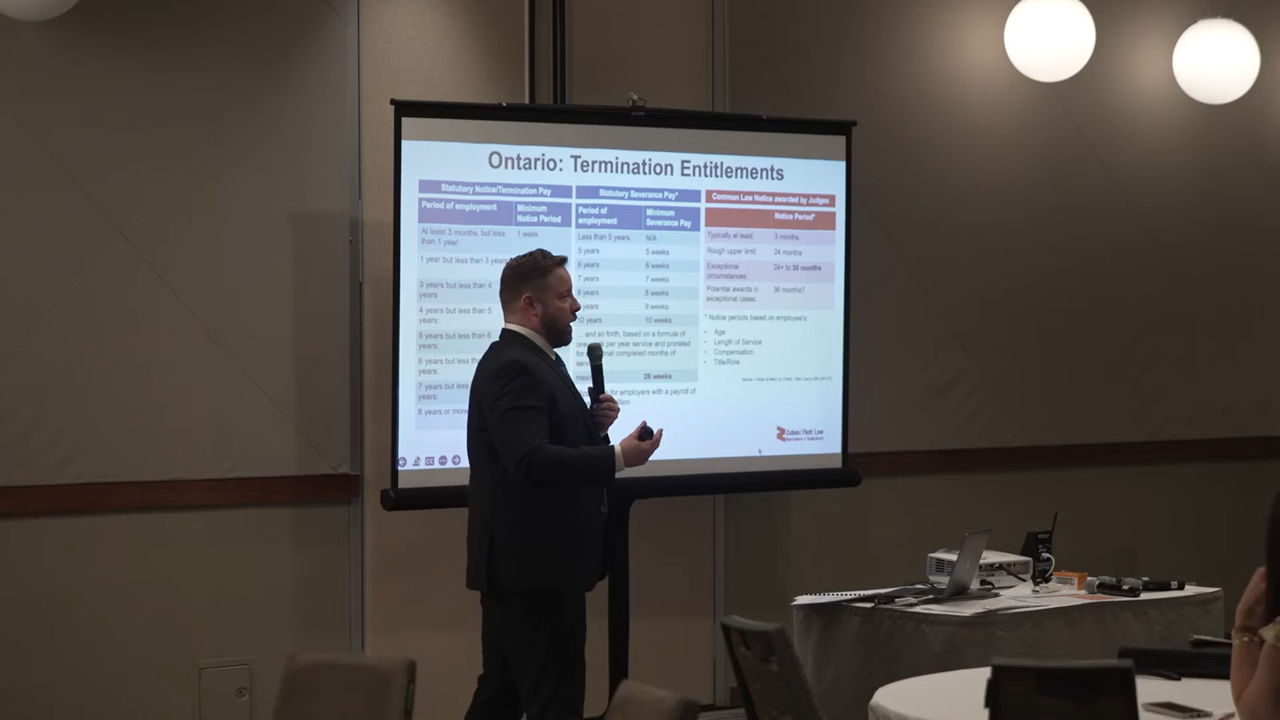 Ontario: Termination Entitlements
Statutory Notice/Termination Pay
Period of employment
Minimum
Notice Period
At least 3 months, but less
than 1 year:
1 week
1 year but less than 3 years
3 years but less than 4
years
4 years but less than 5
years:
5 years but less than 6
years:
6 years but less
years:
7 years but less
years:
8 years or more
Statutory Severance Pay*
Period of
employment
Minimum
Severance Pay
Less than 5 years
N/A
5 years
5 weeks
6 years
6 weeks
7 years
7 weeks
8 years
8 weeks
years
9 weeks
10 years
10 weeks
... and so forth, based on a formula of
per year service and prorated
completed months of
26 weeks
for employers with a payroll of
Common Law Notice awarded by Judges
Notice Period*
Typically at least:
3 months
Rough upper limit:
24 months
Exceptional
circumstances:
24+ to 30 months
Potential awards in
exceptional cases:
36 months?
* Notice periods based on employee's:
• Age
• Length of Service
• Compensation
• Title/Role
Law